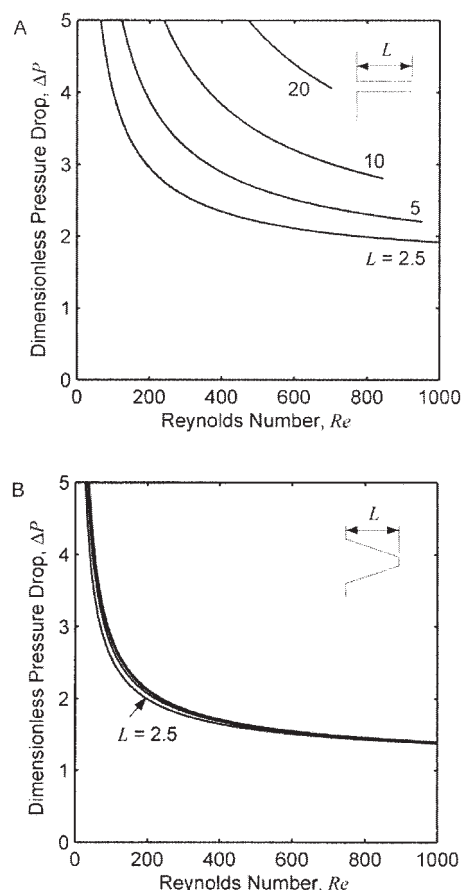 A
Dimensionless Pressure Drop, ΔP
5
4
3
2
1
0
L
20
10
5
L = 2.5
0 200 400 600 800 1000
Reynolds Number, Re
B
Dimensionless Pressure Drop, ΔP
5
4
3
2
1
0
L
L = 2.5
0 200 400 600 800 1000
Reynolds Number, Re